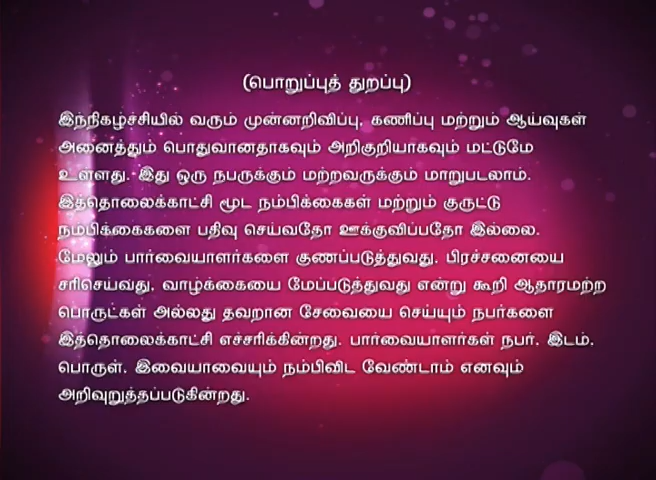 (பொறுப்புத் துறப்பு)
இந்நிகழ்ச்சியில் வரும் முன்னறிவிப்பு, கணிப்பு மற்றும் ஆய்வுகள்
அனைத்தும் பொதுவானதாகவும் அறிகுறியாகவும் மட்டுமே
உள்ளது. இது ஒரு நபருக்கும் மற்றவருக்கும் மாறுபடலாம்.
இத்தொலைக்காட்சி மூட நம்பிக்கைகள் மற்றும் குருட்டு
நம்பிக்கைகளை பதிவு செய்வதோ ஊக்குவிப்பதோ இல்லை.
மேலும் பார்வையாளர்களை குணப்படுத்துவது, பிரச்சனையை
சரிசெய்வது, வாழ்க்கையை மேப்படுத்துவது என்று கூறி ஆதாரமற்ற
பொருட்கள் அல்லது தவறான சேவையை செய்யும் நபர்களை
இத்தொலைக்காட்சி எச்சரிக்கின்றது. பார்வையாளர்கள் நபர், இடம்,
பொருள், இவையாவையும் நம்பிவிட வேண்டாம் எனவும்
அறிவுறுத்தப்படுகின்றது.